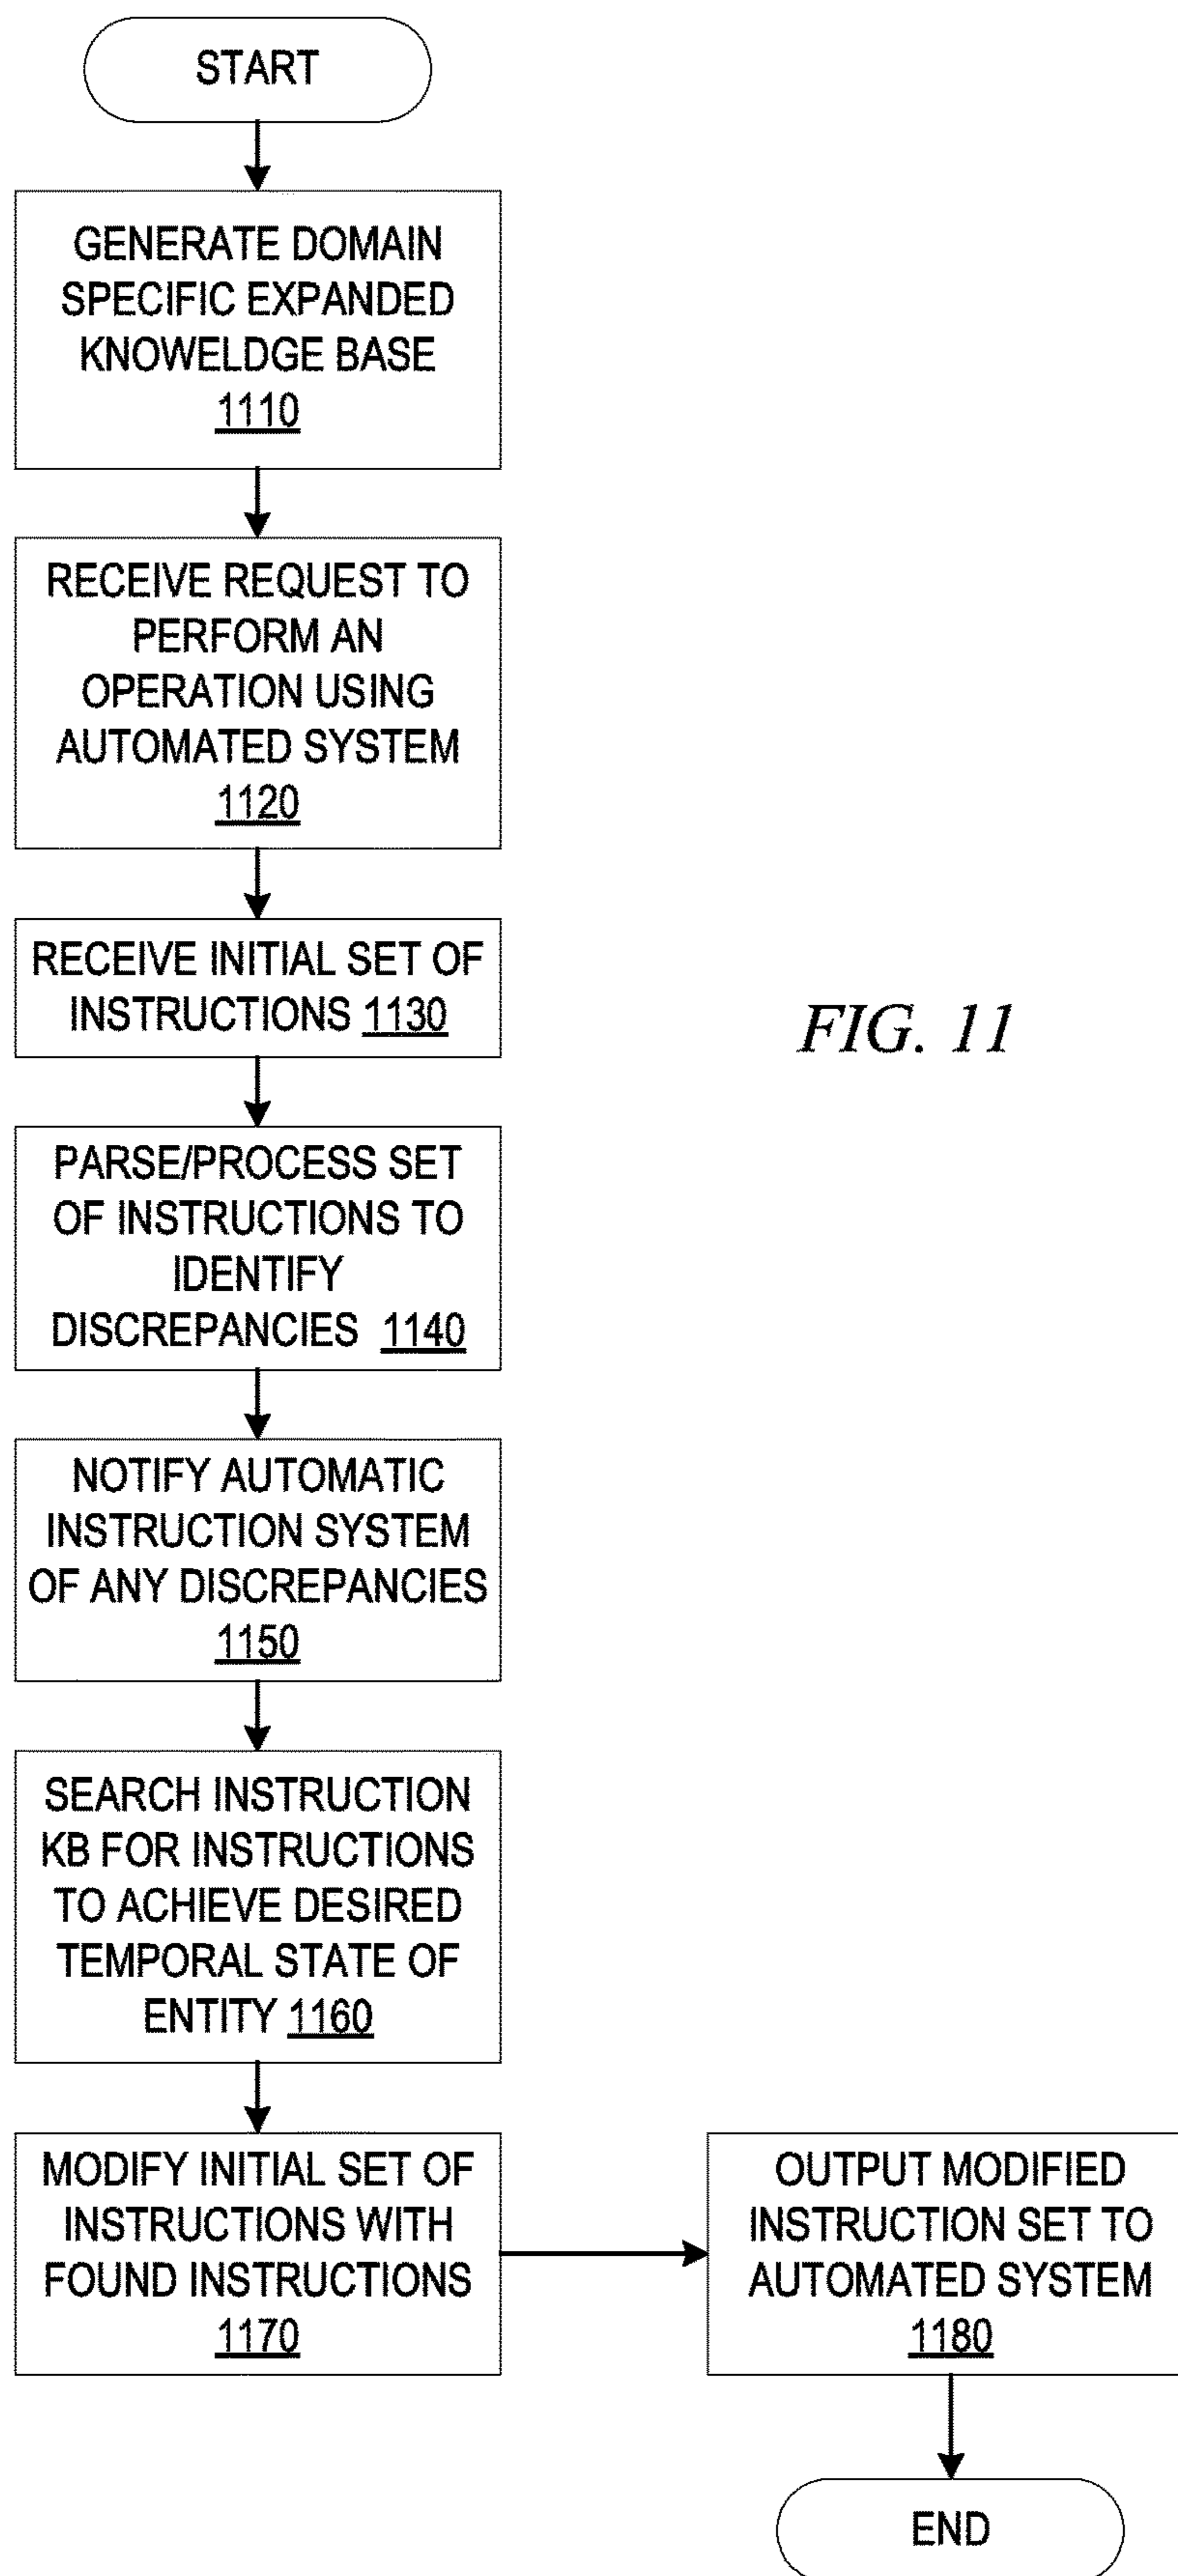 START
GENERATE DOMAIN
SPECIFIC EXPANDED
KNOWELDGE BASE
1110
RECEIVE REQUEST TO
PERFORM AN
OPERATION USING
AUTOMATED SYSTEM
1120
RECEIVE INITIAL SET OF
INSTRUCTIONS 1130
FIG. 11
PARSE/PROCESS SET
OF INSTRUCTIONS TO
IDENTIFY
DISCREPANCIES 1140
NOTIFY AUTOMATIC
INSTRUCTION SYSTEM
OF ANY DISCREPANCIES
1150
SEARCH INSTRUCTION
KB FOR INSTRUCTIONS
TO ACHIEVE DESIRED
TEMPORAL STATE OF
ENTITY 1160
MODIFY INITIAL SET OF
INSTRUCTIONS WITH
FOUND INSTRUCTIONS
1170
OUTPUT MODIFIED
INSTRUCTION SET TO
AUTOMATED SYSTEM
1180
END